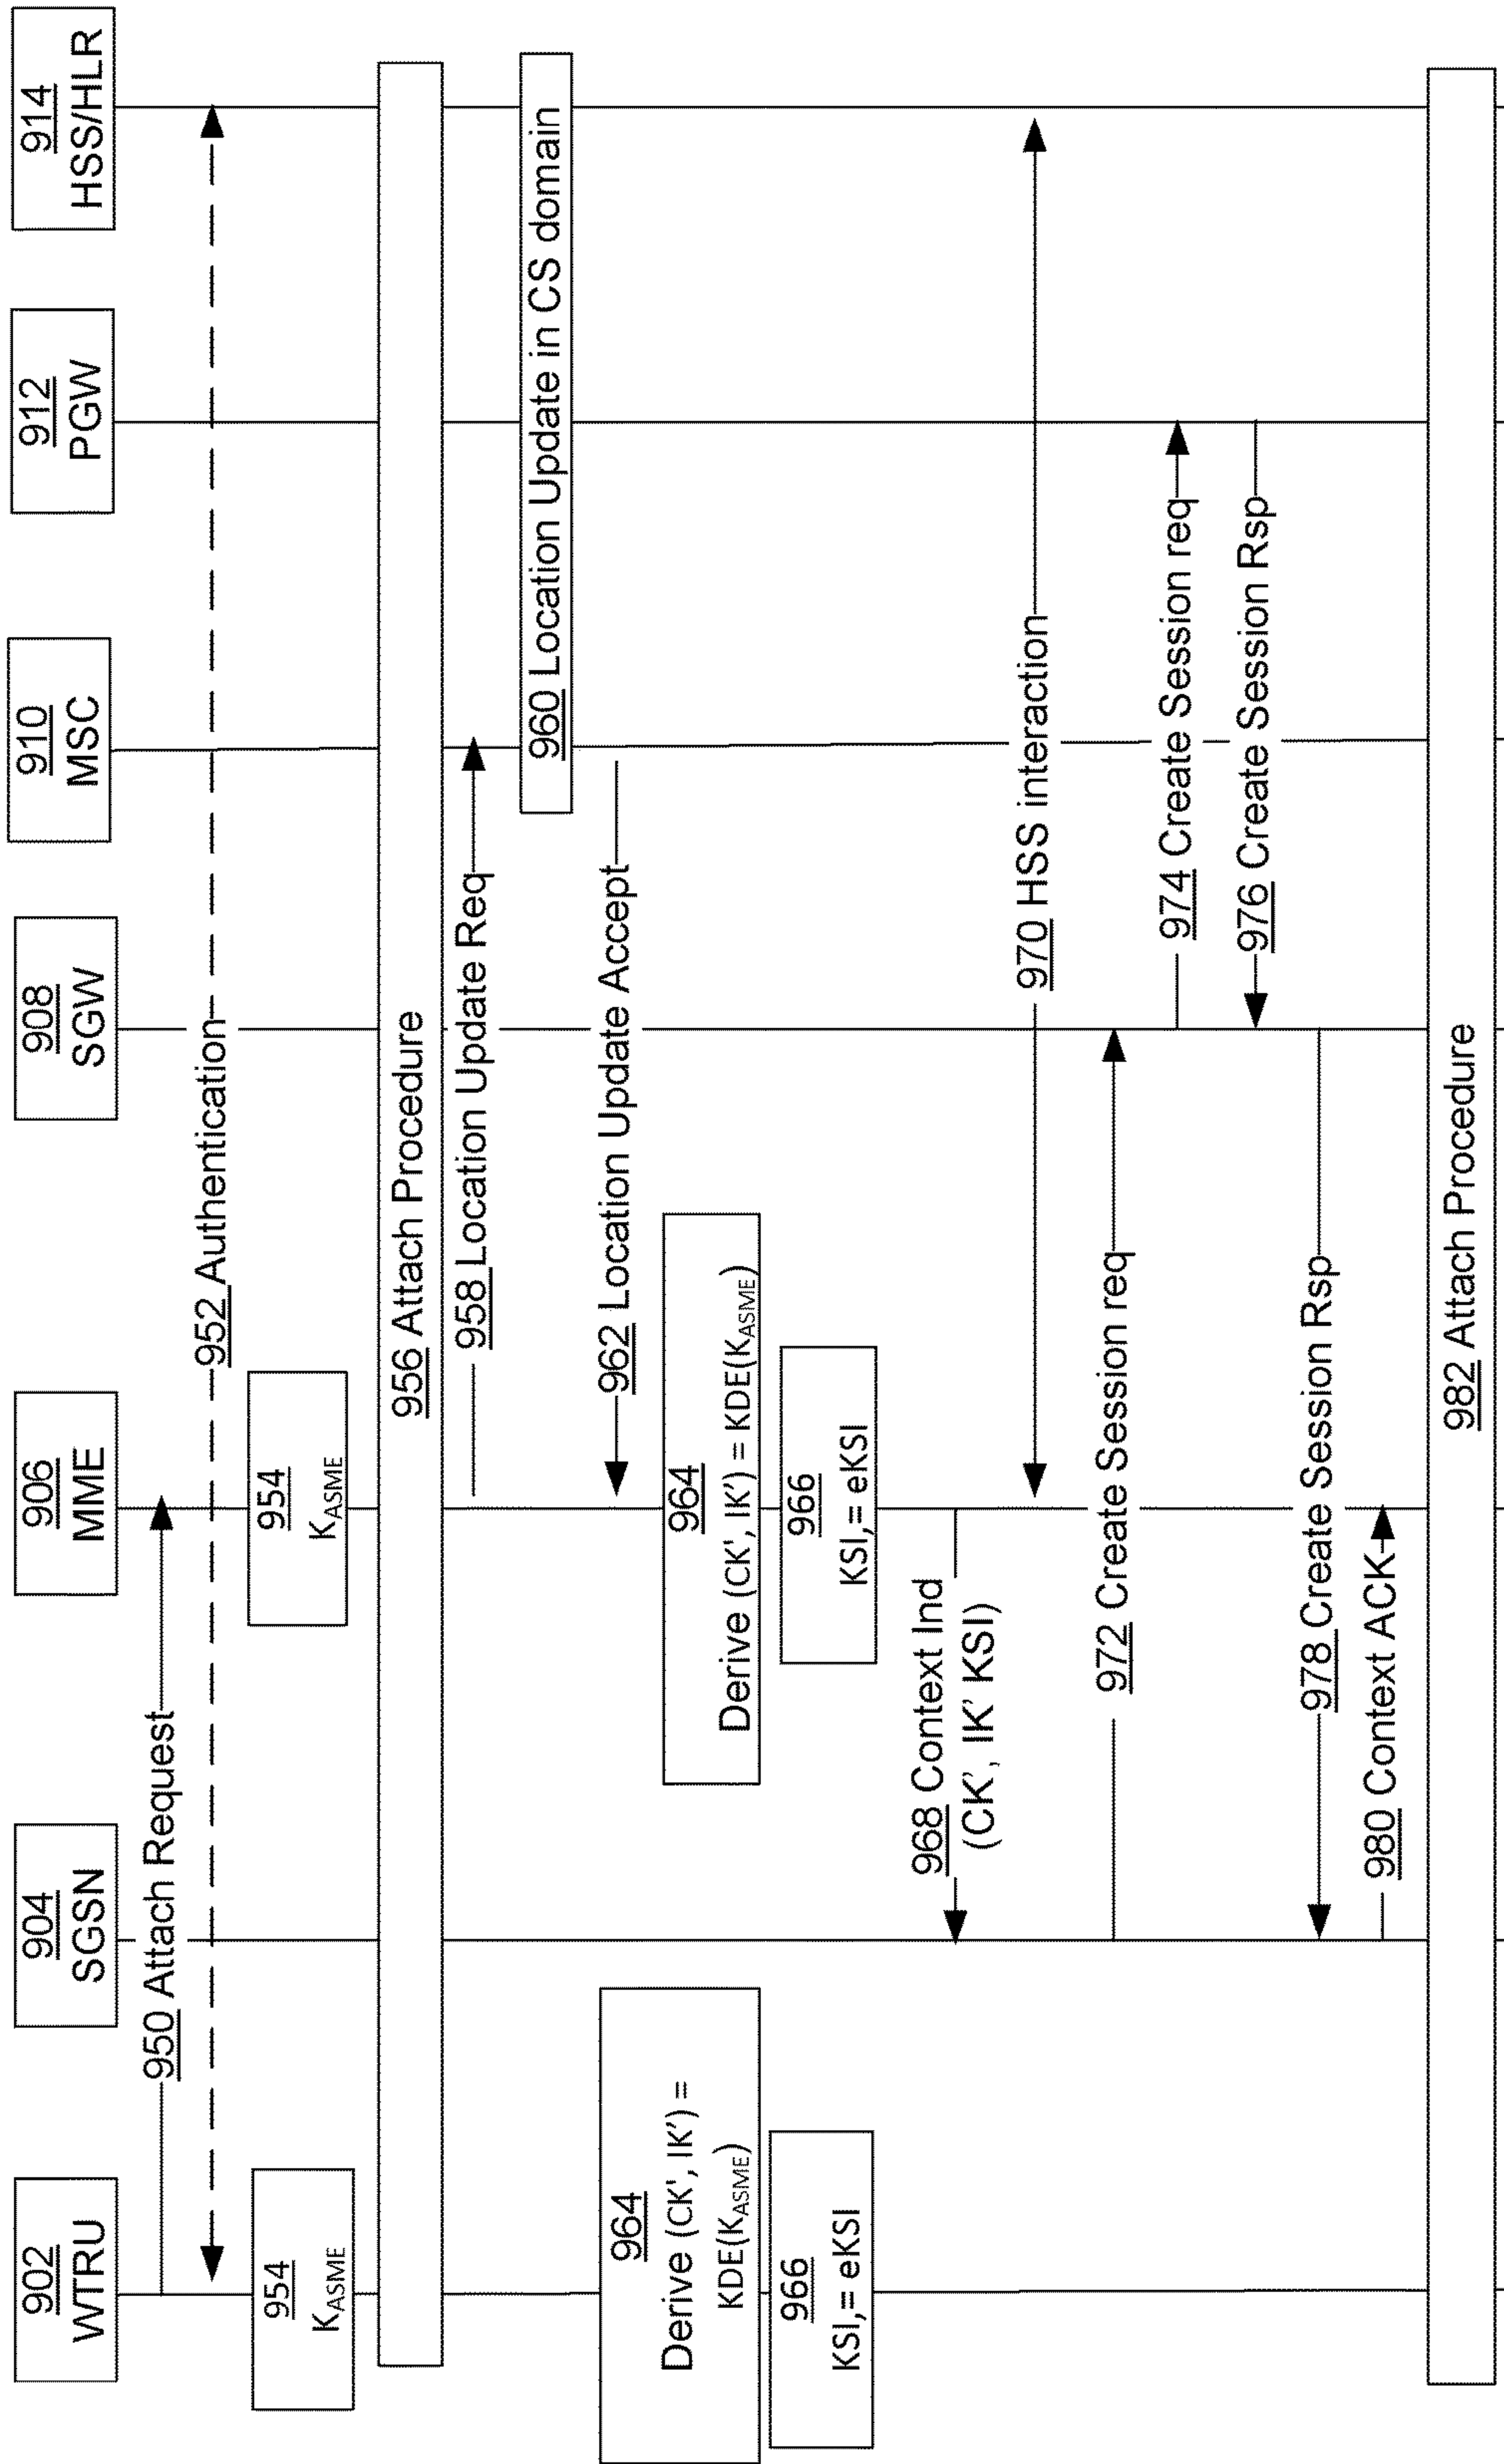 902
WTRU
904
SGSN
906
MME
908
SGW
910
MSC
912
PGW
914
HSS/HLR
950 Attach Request
952 Authentication
954
KASME
954
KASME
956 Attach Procedure
958 Location Update Req
960 Location Update in CS domain
962 Location Update Accept
964
Derive (CK', IK') =
KDE(KASME)
964
Derive (CK', IK') = KDE(KASME)
966
KSI,= eKSI
966
KSI,= eKSI
968 Context Ind
(CK’, IK’ KSI)
970 HSS interaction
972 Create Session req
974 Create Session req
976 Create Session Rsp
978 Create Session Rsp
980 Context ACK
982 Attach Procedure